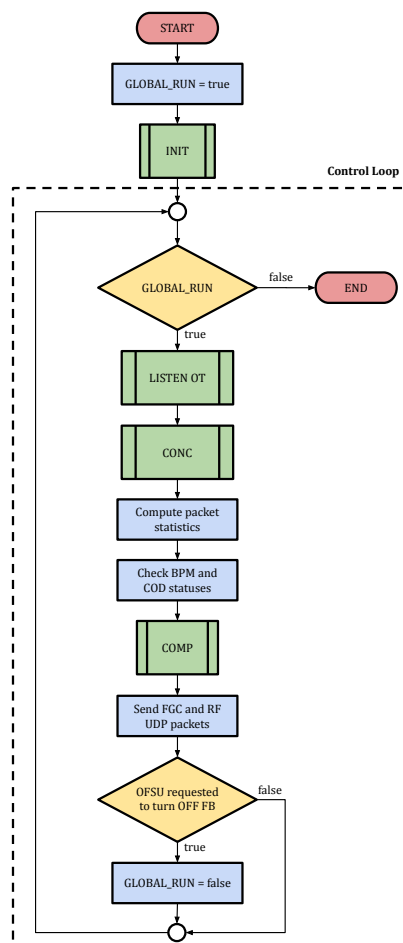 START
GLOBAL_RUN = true
INIT
Control Loop
GLOBAL_RUN
false
END
true
LISTEN OT
CONC
Compute packet
statistics
Check BPM and
COD statuses
COMP
Send FGC and RF
UDP packets
OFSU requested
to turn OFF FB
false
true
GLOBAL_RUN = false